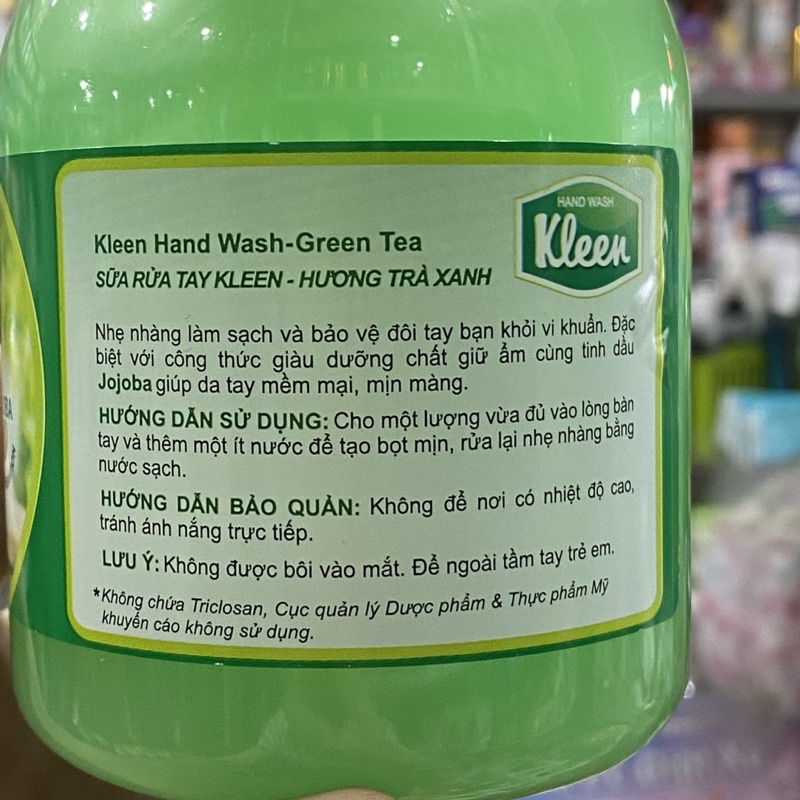 HAND WASH
Kleen
Kleen Hand Wash-Green Tea
SỮA RỬA TAY KLEEN - HƯƠNG TRÀ XANH
Nhẹ nhàng làm sạch và bảo vệ đôi tay bạn khỏi vi khuẩn. Đặc
biệt với công thức giàu dưỡng chất giữ ẩm cùng tinh dầu
Jojoba giúp da tay mềm mại, mịn màng.
HƯỚNG DẪN SỬ DỤNG: Cho một lượng vừa đủ vào lòng bàn
tay và thêm một ít nước để tạo bọt mịn, rửa lại nhẹ nhàng bằng
nước sạch.
HƯỚNG DẪN BẢO QUẢN: Không để nơi có nhiệt độ cao,
tránh ánh nắng trực tiếp.
LƯU Ý: Không được bôi vào mắt. Để ngoài tầm tay trẻ em.
*Không chứa Triclosan, Cục quản lý Dược phẩm & Thực phẩm Mỹ
khuyến cáo không sử dụng.